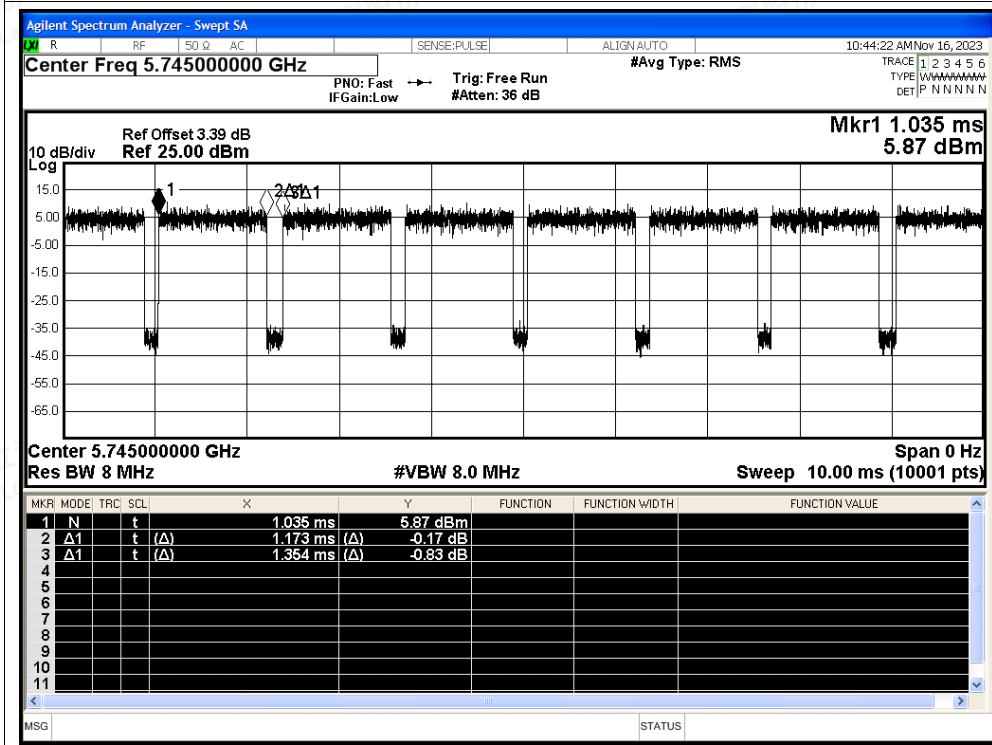 Agilent Spectrum Analyzer - Swept SA
LXI R RF 50 Ω AC SENSE:PULSE ALIGN AUTO 10:44:22 AM Nov 16, 2023
Center Freq 5.745000000 GHz #Avg Type: RMS TRACE 1 2 3 4 5 6
PNO: Fast Trig: Free Run TYPE
IFGain:Low #Atten: 36 dB DET P N N N N N
Mkr1 1.035 ms
Ref Offset 3.39 dB
10 dB/div Ref 25.00 dBm 5.87 dBm
Log
15.0 1 2Δ1 3Δ1
5.00
-5.00
-15.0
-25.0
-35.0
-45.0
-55.0
-65.0
Center 5.745000000 GHz Span 0 Hz
Res BW 8 MHz #VBW 8.0 MHz Sweep 10.00 ms (10001 pts)
MKR MODE TRC SCL X Y FUNCTION FUNCTION WIDTH FUNCTION VALUE
1 N t 1.035 ms 5.87 dBm
2 Δ1 t (Δ) 1.173 ms (Δ) -0.17 dB
3 Δ1 t (Δ) 1.354 ms (Δ) -0.83 dB
4
5
6
7
8
9
10
11
MSG STATUS